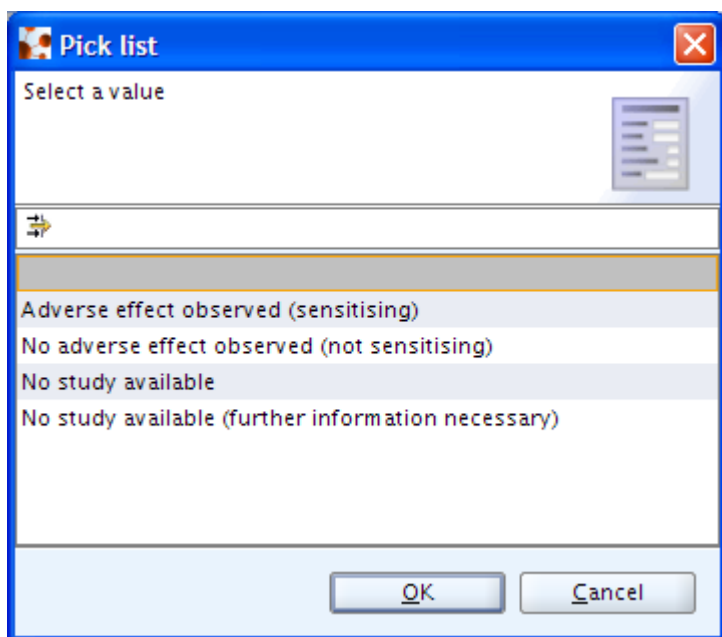 Pick list
Select a value
Adverse effect observed (sensitising)
No adverse effect observed (not sensitising)
No study available
No study available (further information necessary)
OK
Cancel